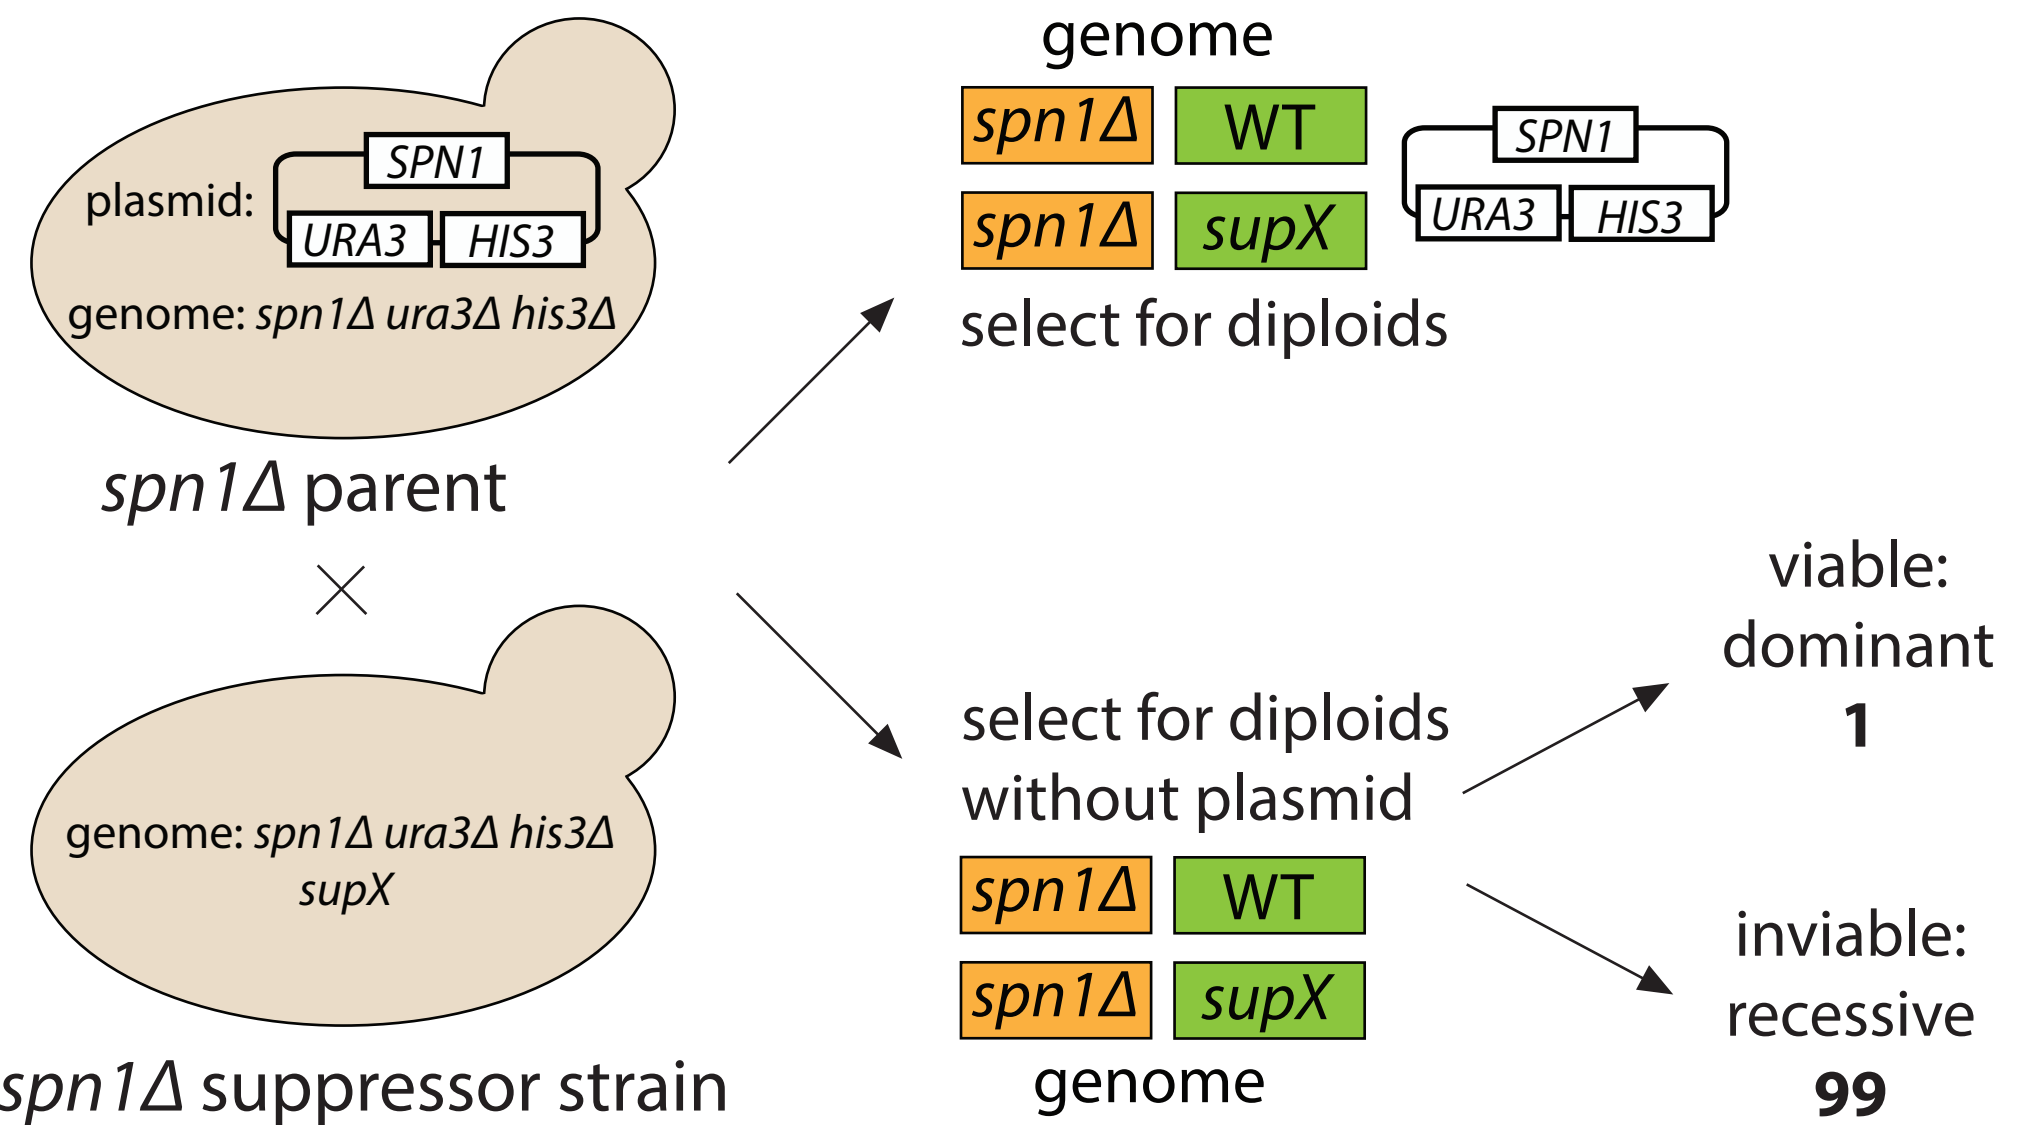 plasmid:
SPN1
URA3 HIS3
genome: spn1Δ ura3Δ his3Δ
spn1Δ parent
×
genome: spn1Δ ura3Δ his3Δ
supX
spn1Δ suppressor strain
genome
spn1Δ WT
spn1Δ supX
SPN1
URA3 HIS3
select for diploids
select for diploids
without plasmid
spn1Δ WT
spn1Δ supX
genome
viable:
dominant
1
inviable:
recessive
99